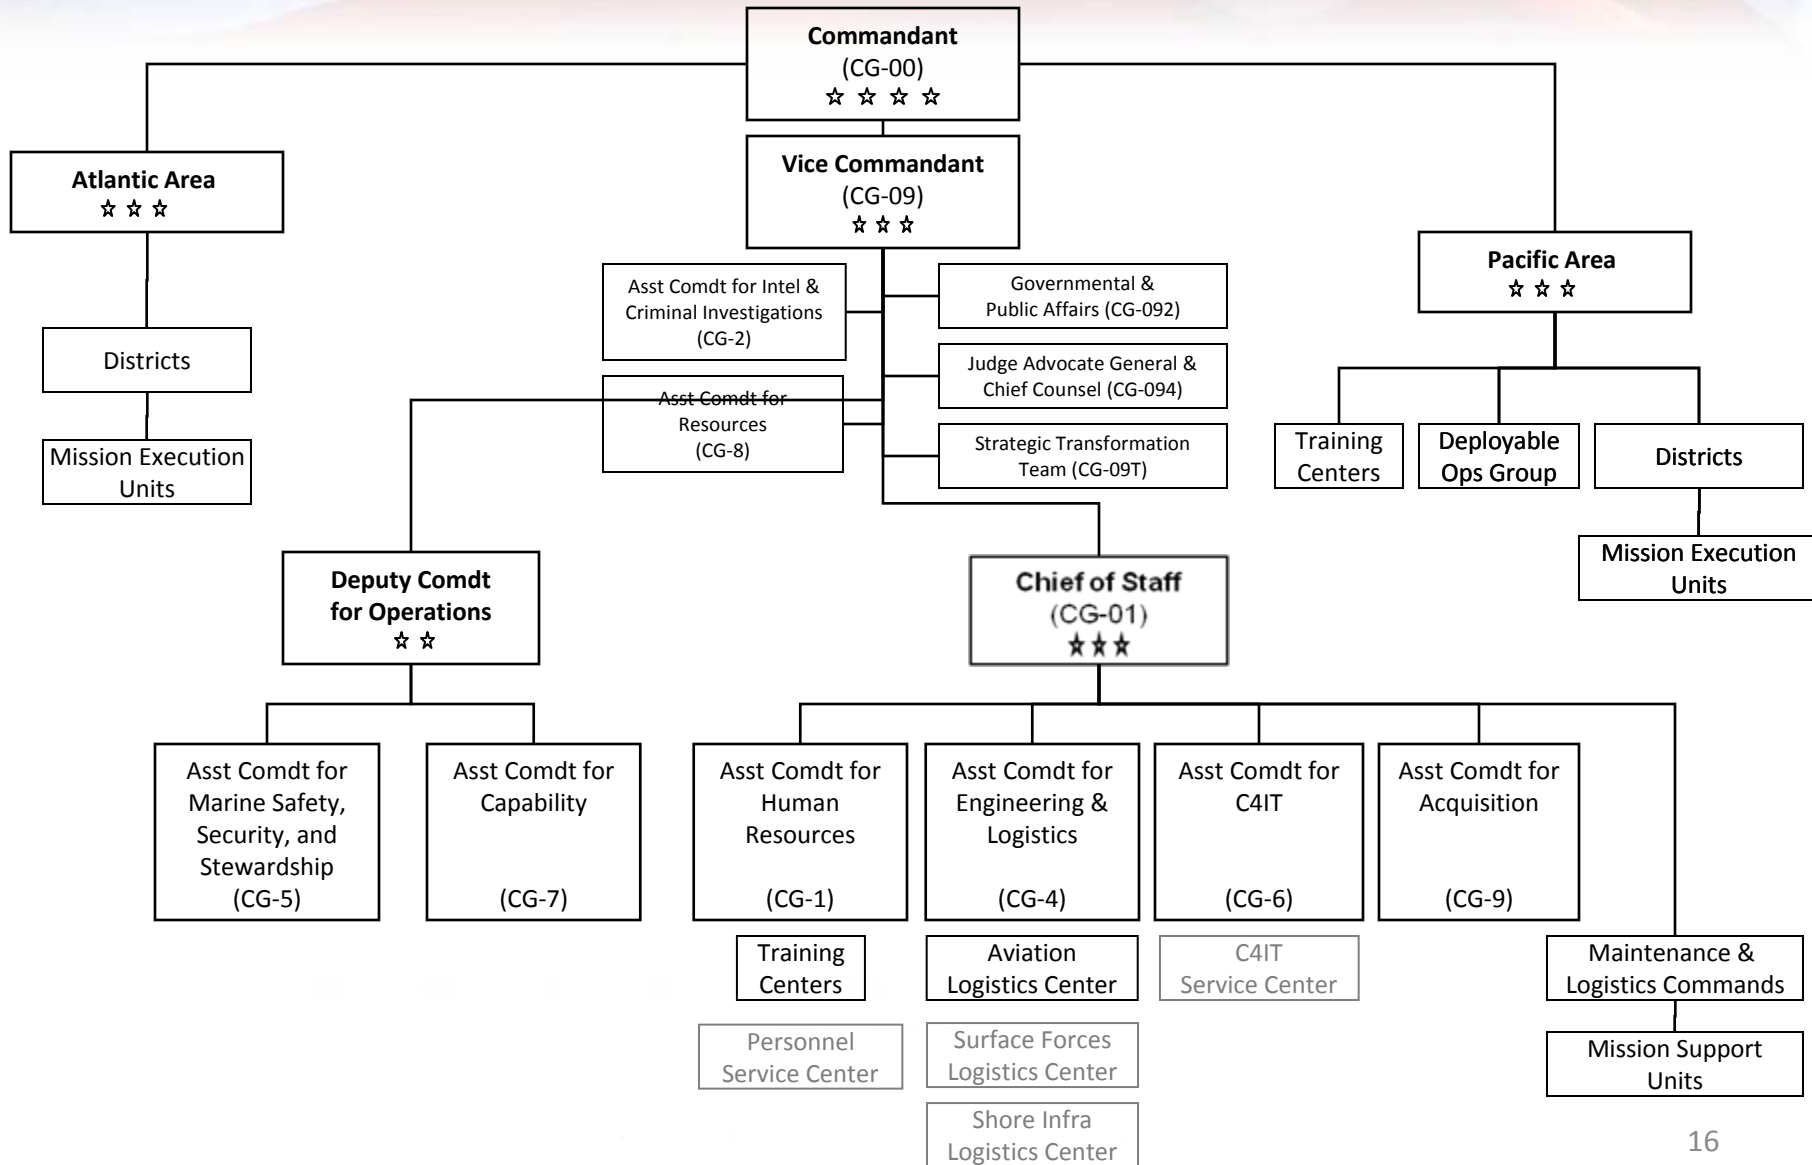 Commandant
(CG-00)
☆ ☆ ☆ ☆
Vice Commandant
(CG-09)
☆ ☆ ☆
Atlantic Area
☆ ☆ ☆
Districts
Mission Execution
Units
Asst Comdt for Intel &
Criminal Investigations
(CG-2)
Asst Comdt for
Resources
(CG-8)
Governmental &
Public Affairs (CG-092)
Judge Advocate General &
Chief Counsel (CG-094)
Strategic Transformation
Team (CG-09T)
Pacific Area
☆ ☆ ☆
Training
Centers
Deployable
Ops Group
Districts
Mission Execution
Units
Deputy Comdt
for Operations
☆ ☆
Chief of Staff
(CG-01)
☆☆☆
Asst Comdt for
Marine Safety,
Security, and
Stewardship
(CG-5)
Asst Comdt for
Capability
(CG-7)
Asst Comdt for
Human
Resources
(CG-1)
Asst Comdt for
Engineering &
Logistics
(CG-4)
Asst Comdt for
C4IT
(CG-6)
Asst Comdt for
Acquisition
(CG-9)
Training
Centers
Personnel
Service Center
Aviation
Logistics Center
Surface Forces
Logistics Center
Shore Infra
Logistics Center
C4IT
Service Center
Maintenance &
Logistics Commands
Mission Support
Units
16